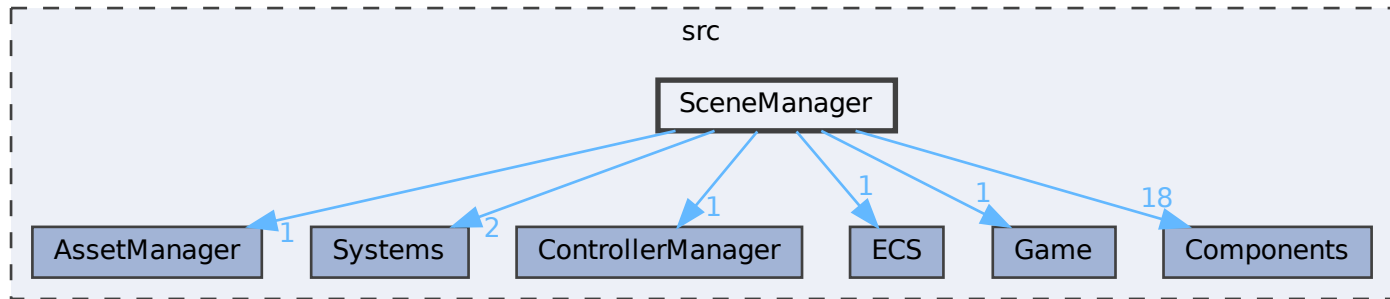 src
SceneManager
1
2
1
1
1
18
AssetManager
Systems
ControllerManager
ECS
Game
Components